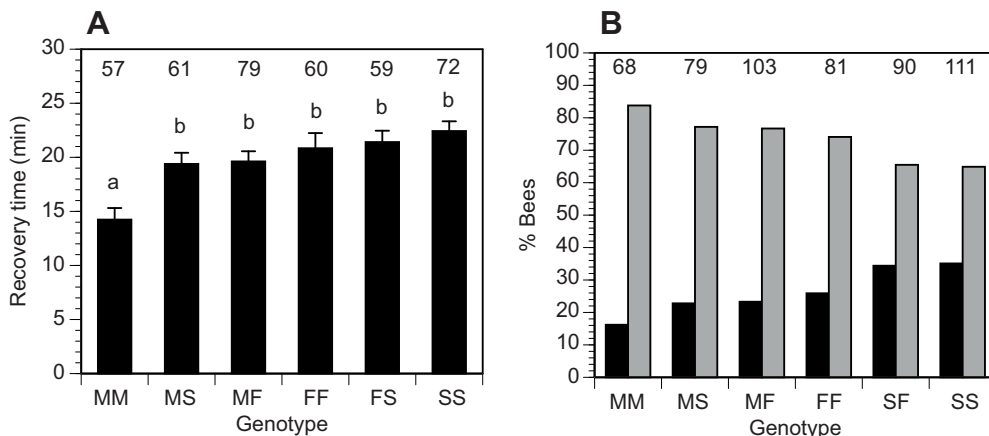 A
30
25
20
15
10
5
0
Recovery time (min)
57 61 79 60 59 72
a b b b b b
MM MS MF FF FS SS
Genotype
B
100
90
80
70
60
50
40
30
20
10
0
% Bees
68 79 103 81 90 111
MM MS MF FF SF SS
Genotype